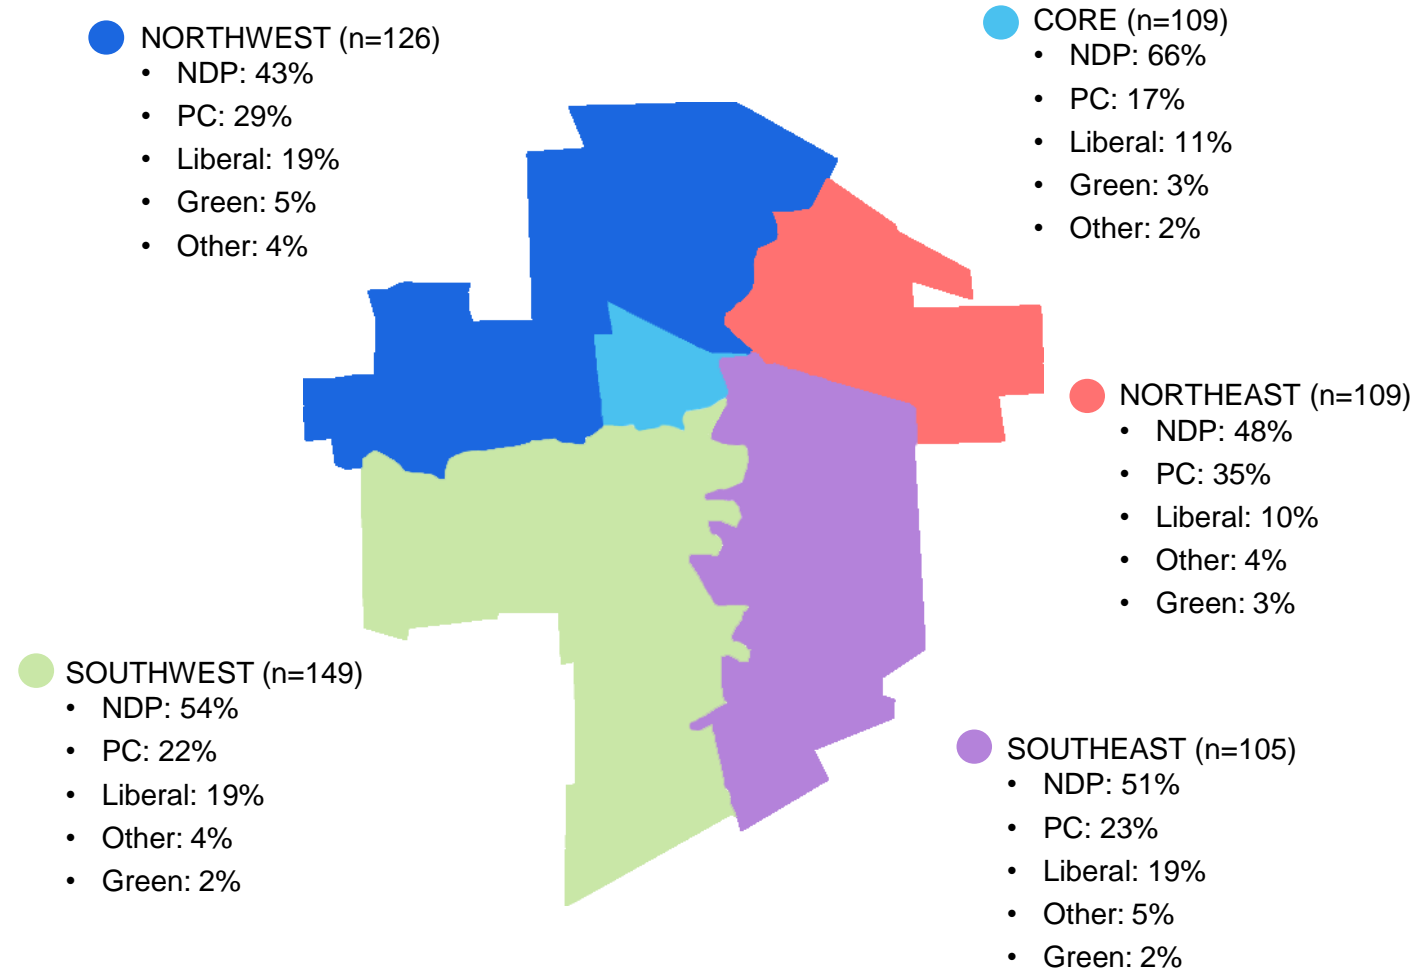 NORTHWEST (n=126)
• NDP: 43%
• PC: 29%
• Liberal: 19%
• Green: 5%
• Other: 4%
CORE (n=109)
• NDP: 66%
• PC: 17%
• Liberal: 11%
• Green: 3%
• Other: 2%
NORTHEAST (n=109)
• NDP: 48%
• PC: 35%
• Liberal: 10%
• Other: 4%
• Green: 3%
SOUTHWEST (n=149)
• NDP: 54%
• PC: 22%
• Liberal: 19%
• Other: 4%
• Green: 2%
SOUTHEAST (n=105)
• NDP: 51%
• PC: 23%
• Liberal: 19%
• Other: 5%
• Green: 2%